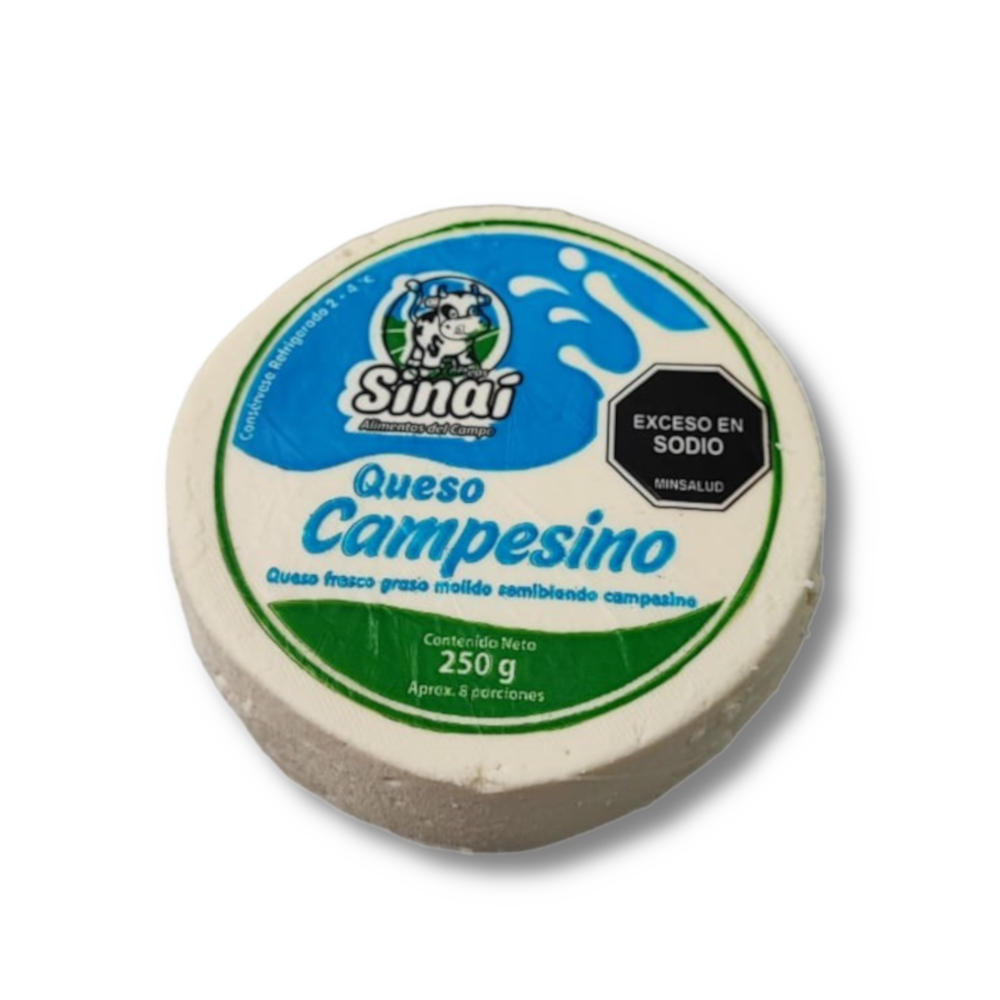 Consérvese Refrigerado 2 - 4 °C
Sinaí
Alimentos del Campo
EXCESO EN
SODIO
MINSALUD
Queso
Campesino
Queso fresco graso molido semiblando campesino
Contenido Neto
250 g
Aprox. 8 porciones